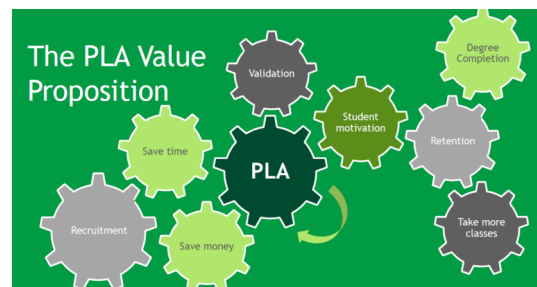 The PLA Value
Proposition
Validation
Degree
Completion
Student
motivation
Save time
PLA
Retention
Recruitment
Save money
Take more
classes